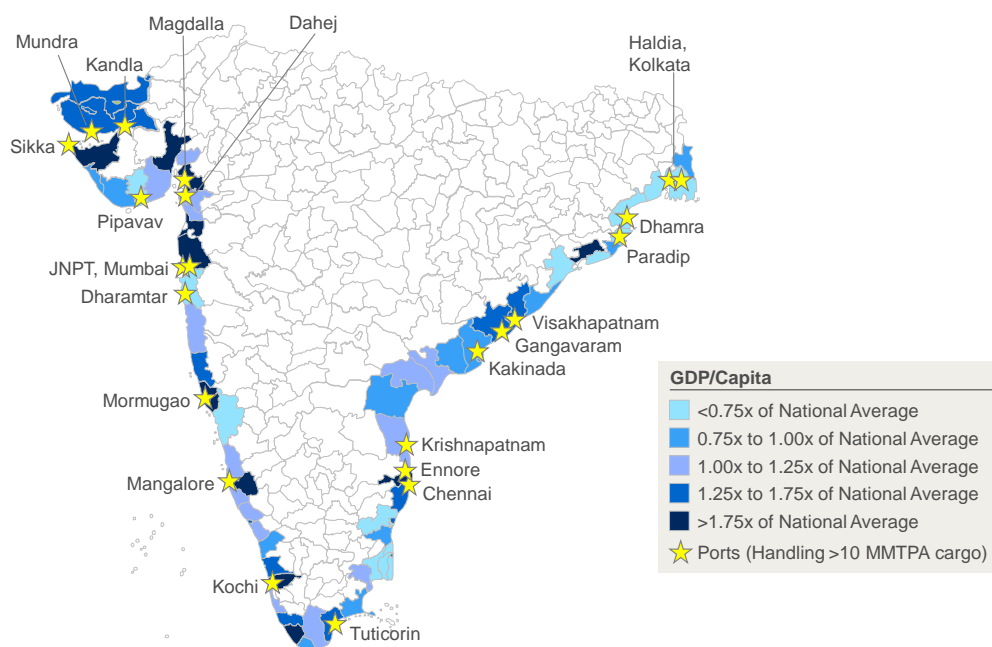 Magdalla
Dahej
Mundra
Kandla
Haldia,
Kolkata
Sikka
Pipavav
Dhamra
Paradip
JNPT, Mumbai
Dharamtar
Visakhapatnam
Gangavaram
Kakinada
Mormugao
Krishnapatnam
Ennore
Mangalore
Chennai
Kochi
Tuticorin
GDP/Capita
<0.75x of National Average
0.75x to 1.00x of National Average
1.00x to 1.25x of National Average
1.25x to 1.75x of National Average
>1.75x of National Average
Ports (Handling >10 MMTPA cargo)